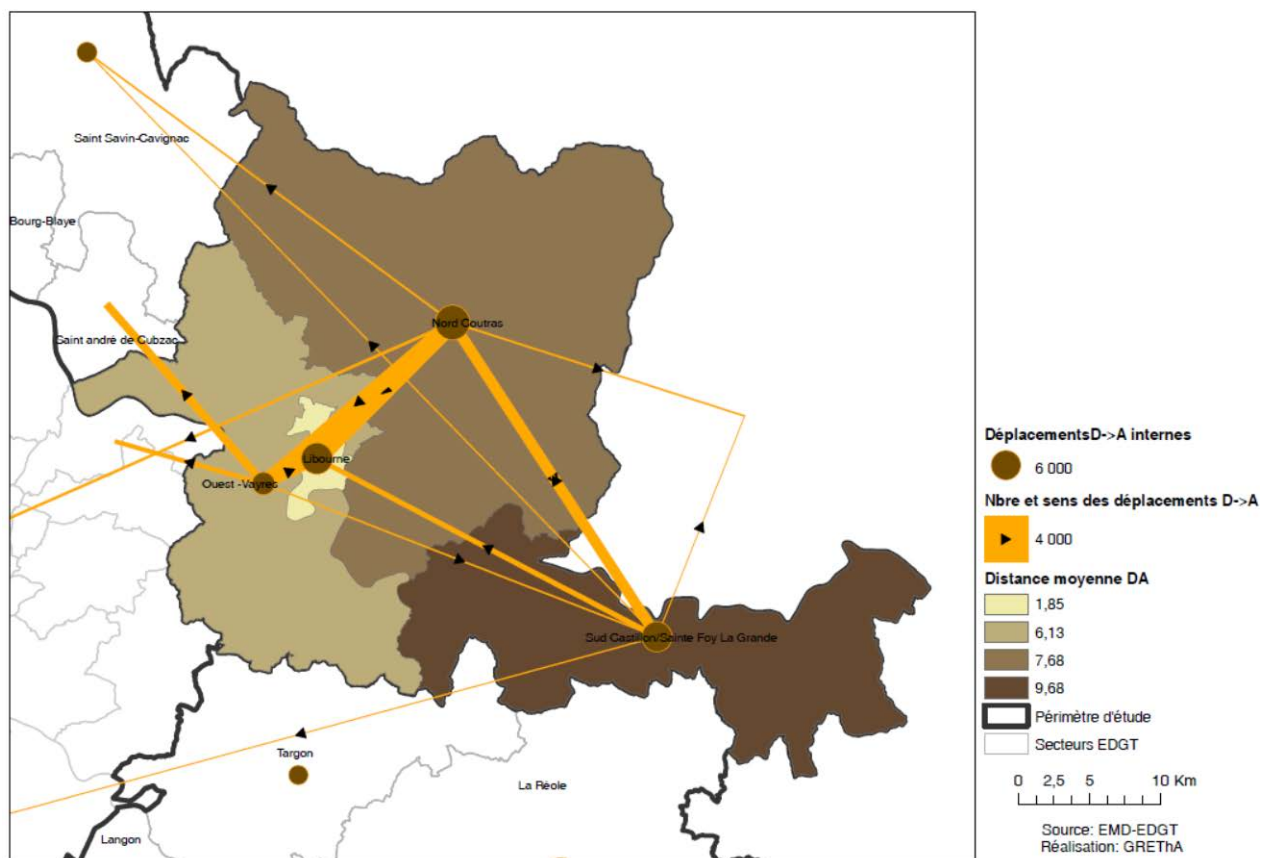 Saint Savin-Cavignac
Bourg-Blaye
Nord Coutras
Saint andré de Cubzac
Libourne
Ouest -Vayres
Sud Castillon/Sainte Foy La Grande
Targon
La Réole
Langon
DéplacementsD->A internes
6 000
Nbre et sens des déplacements D->A
4 000
Distance moyenne DA
1,85
6,13
7,68
9,68
Périmètre d'étude
Secteurs EDGT
0 2,5 5 10 Km
Source: EMD-EDGT
Réalisation: GREThA